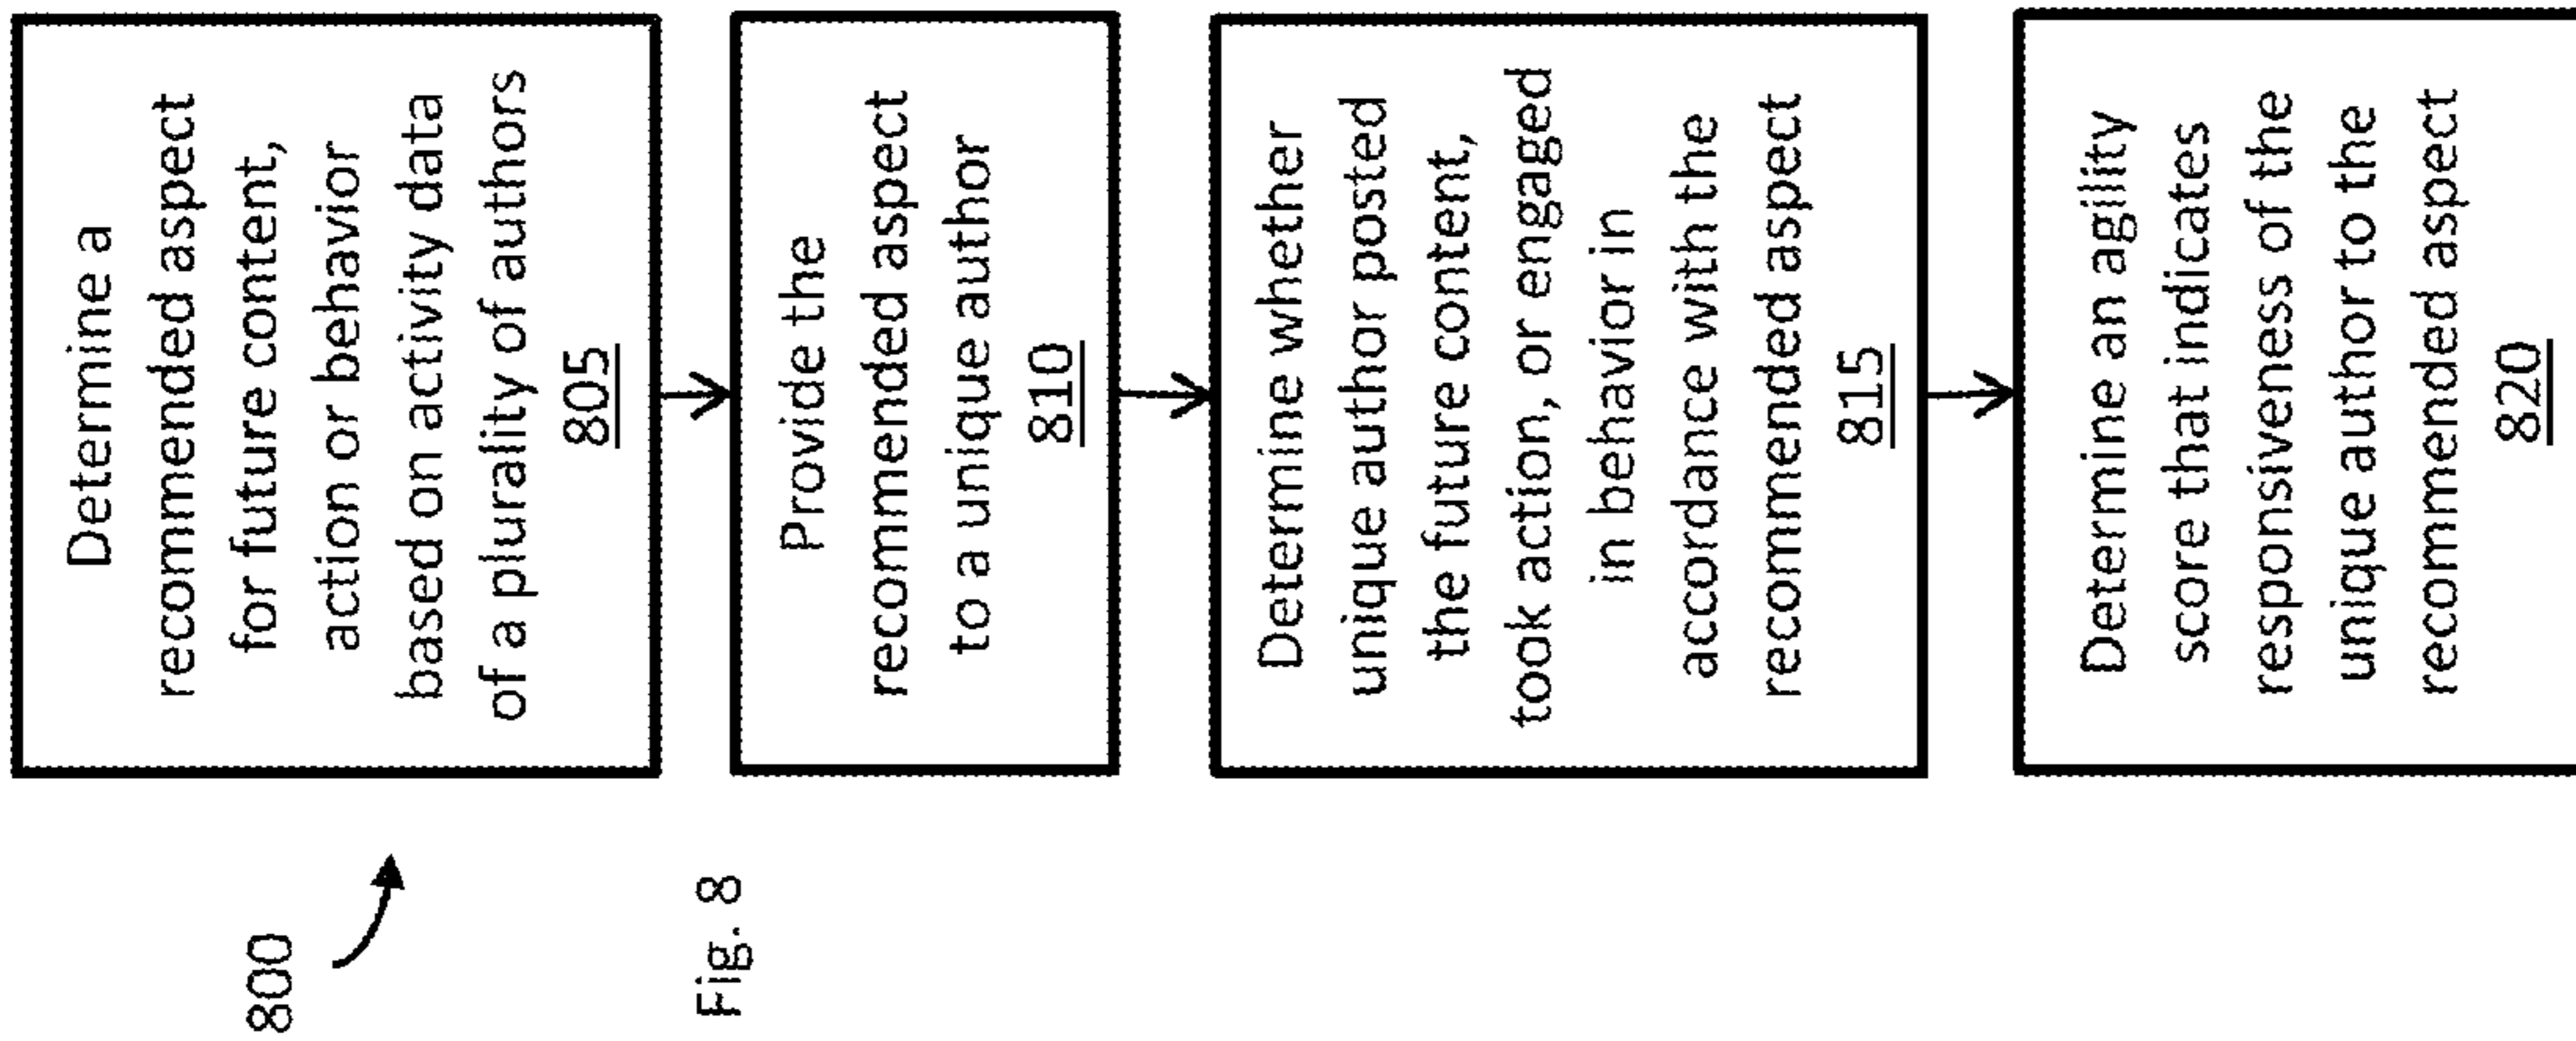 800
Determine a
recommended aspect
for future content,
action or behavior
based on activity data
of a plurality of authors
805
Provide the
recommended aspect
to a unique author
810
Determine whether
unique author posted
the future content,
took action, or engaged
in behavior in
accordance with the
recommended aspect
815
Determine an agility
score that indicates
responsiveness of the
unique author to the
recommended aspect
820
Fig. 8